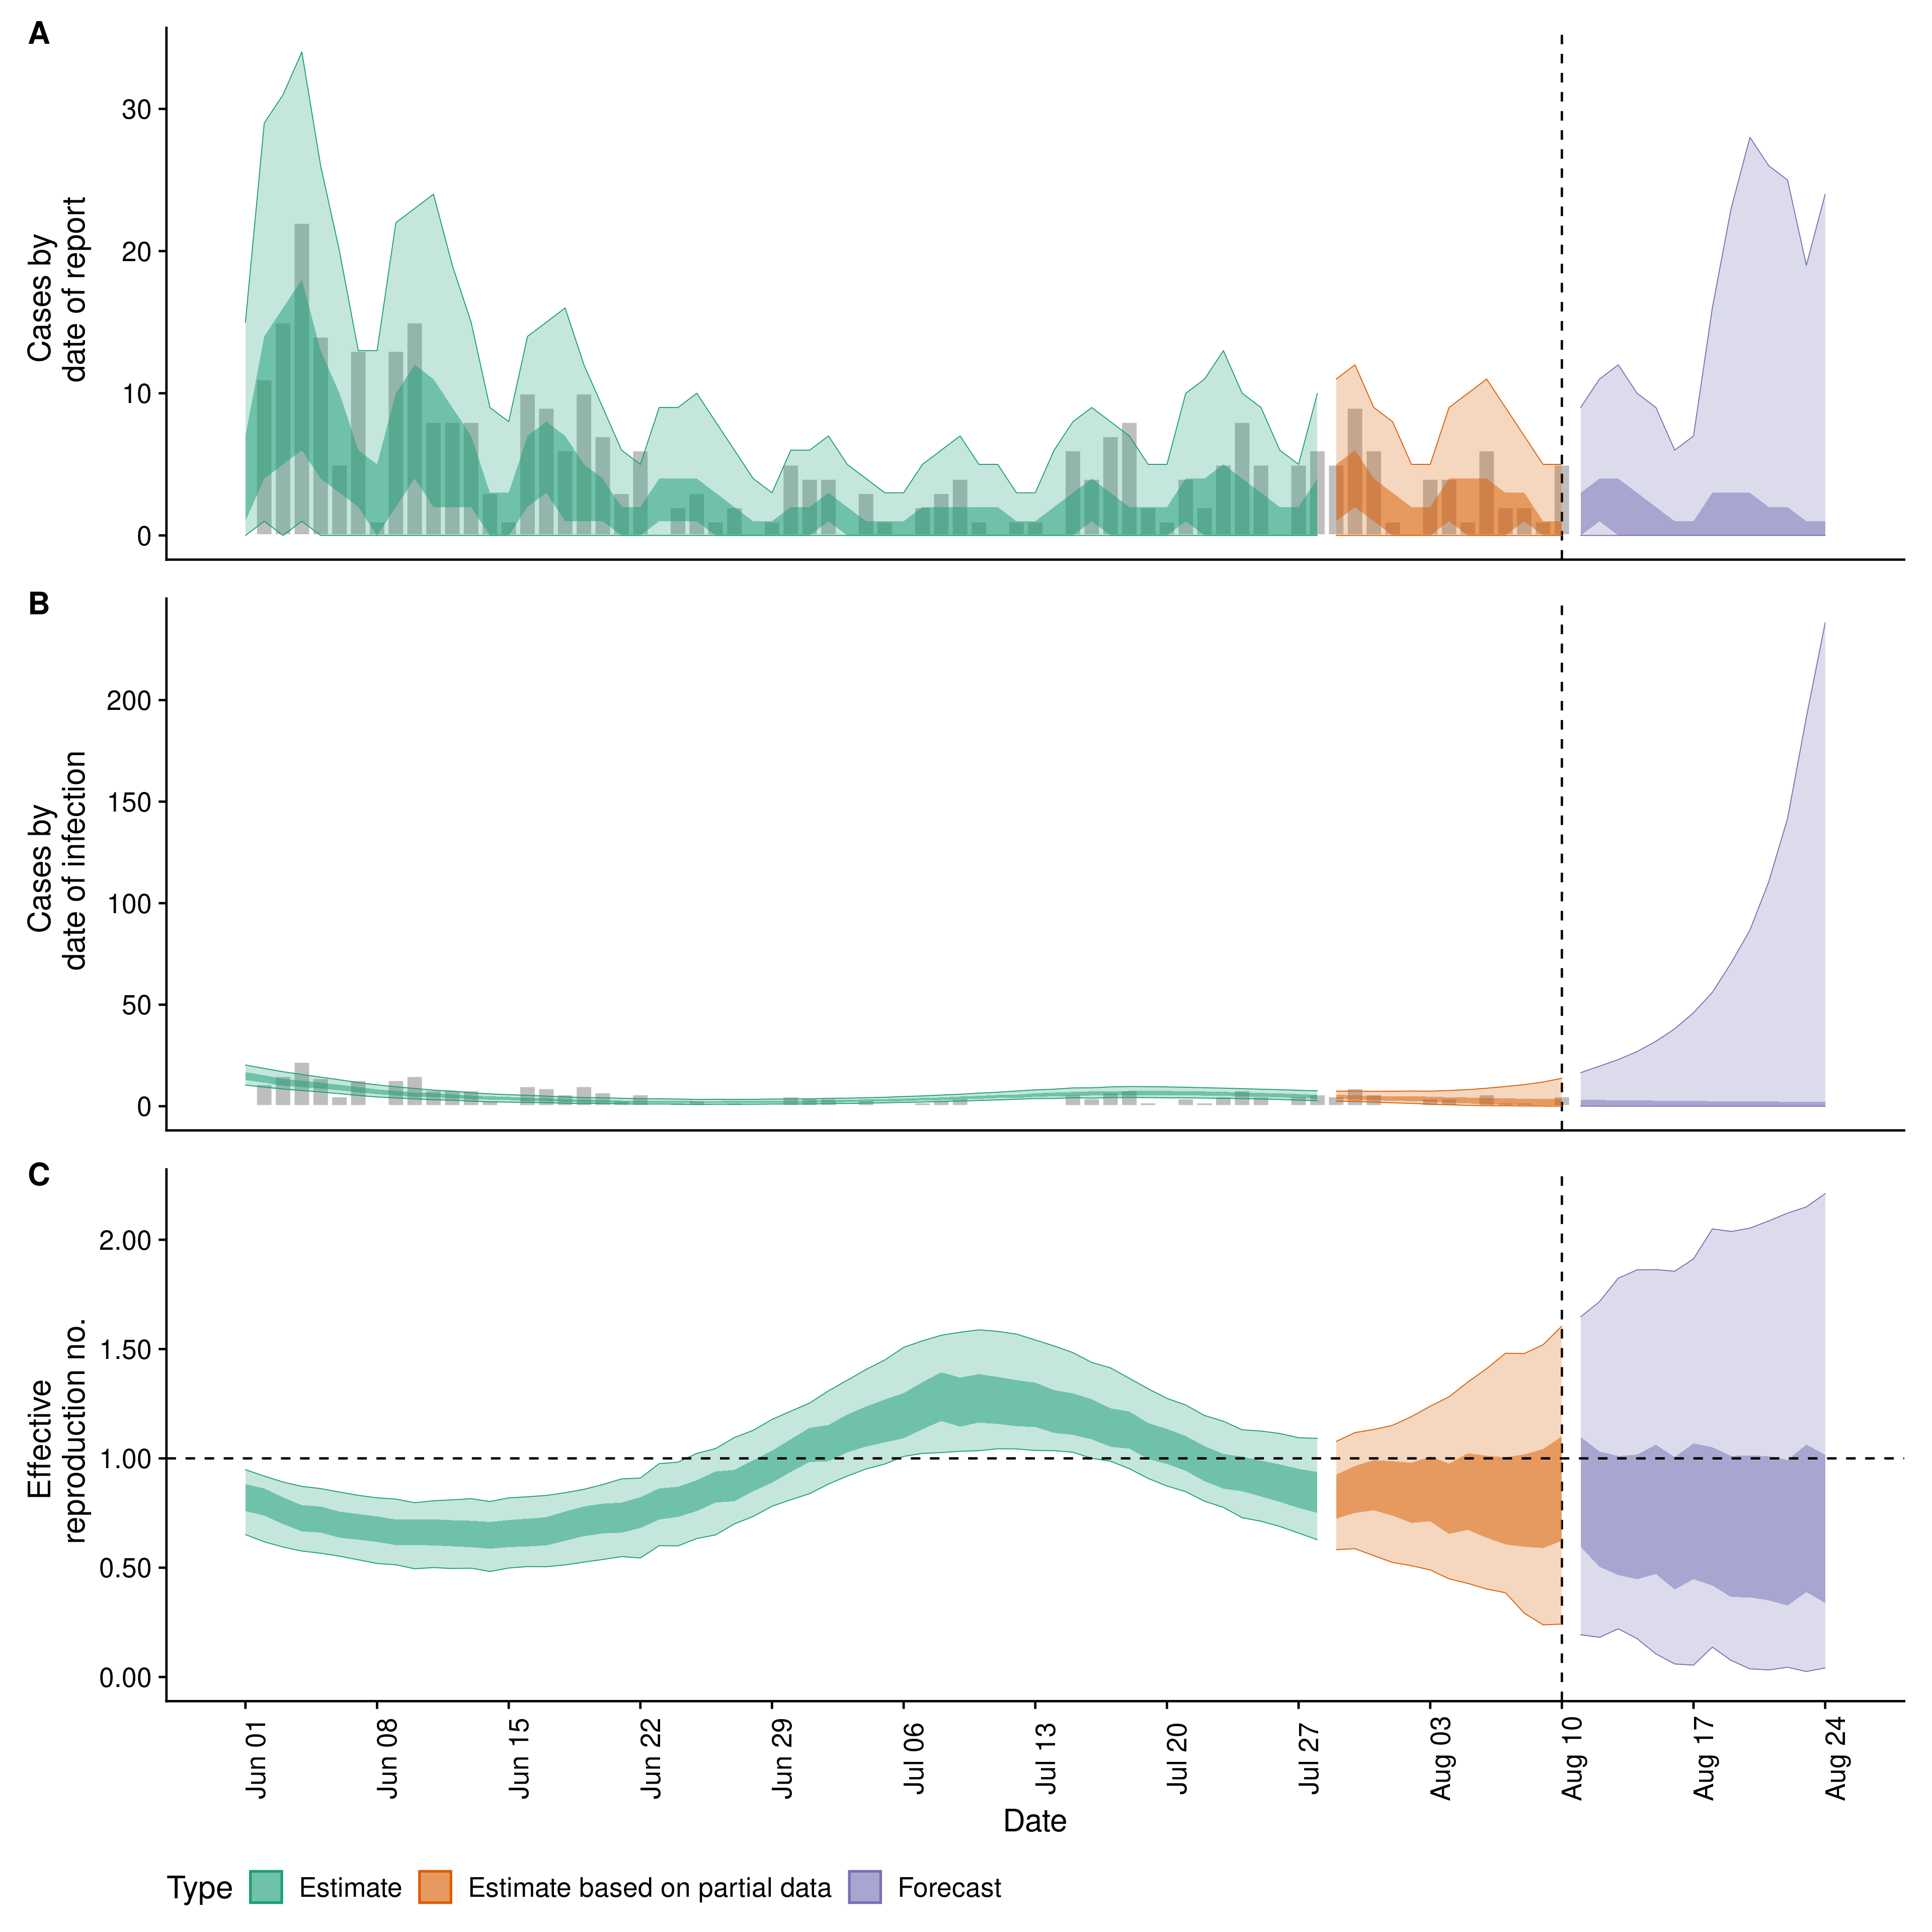 A
Cases by
date of report
30
20
10
0
B
Cases by
date of infection
200
150
100
50
0
C
Effective
reproduction no.
2.00
1.50
1.00
0.50
0.00
Jun 01
Jun 08
Jun 15
Jun 22
Jun 29
Jul 06
Jul 13
Jul 20
Jul 27
Aug 03
Aug 10
Aug 17
Aug 24
Date
Type Estimate Estimate based on partial data Forecast